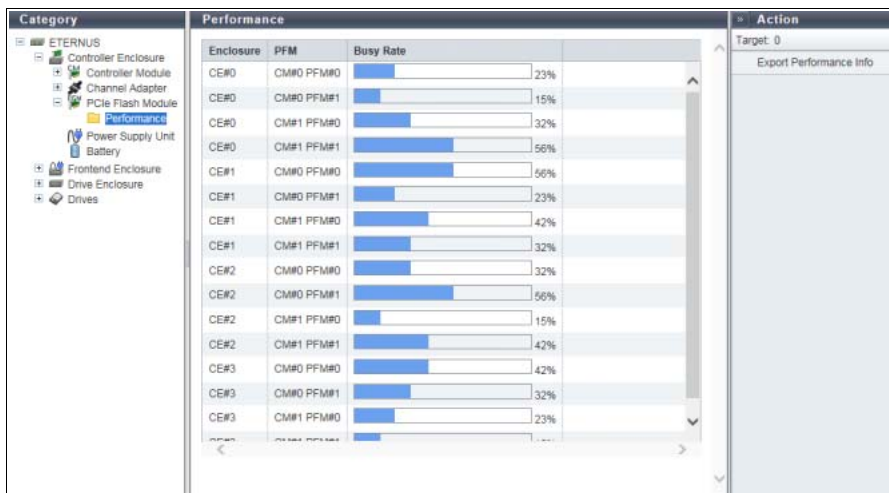 Category
ETERNUS
Controller Enclosure
Controller Module
Channel Adapter
PCIe Flash Module
Performance
Power Supply Unit
Battery
Frontend Enclosure
Drive Enclosure
Drives
Performance
Enclosure PFM Busy Rate
CE#0 CM#0 PFM#0 23%
CE#0 CM#0 PFM#1 15%
CE#0 CM#1 PFM#0 32%
CE#0 CM#1 PFM#1 56%
CE#1 CM#0 PFM#0 56%
CE#1 CM#0 PFM#1 23%
CE#1 CM#1 PFM#0 42%
CE#1 CM#1 PFM#1 32%
CE#2 CM#0 PFM#0 32%
CE#2 CM#0 PFM#1 56%
CE#2 CM#1 PFM#0 15%
CE#2 CM#1 PFM#1 42%
CE#3 CM#0 PFM#0 42%
CE#3 CM#0 PFM#1 32%
CE#3 CM#1 PFM#0 23%
» Action
Target: 0
Export Performance Info